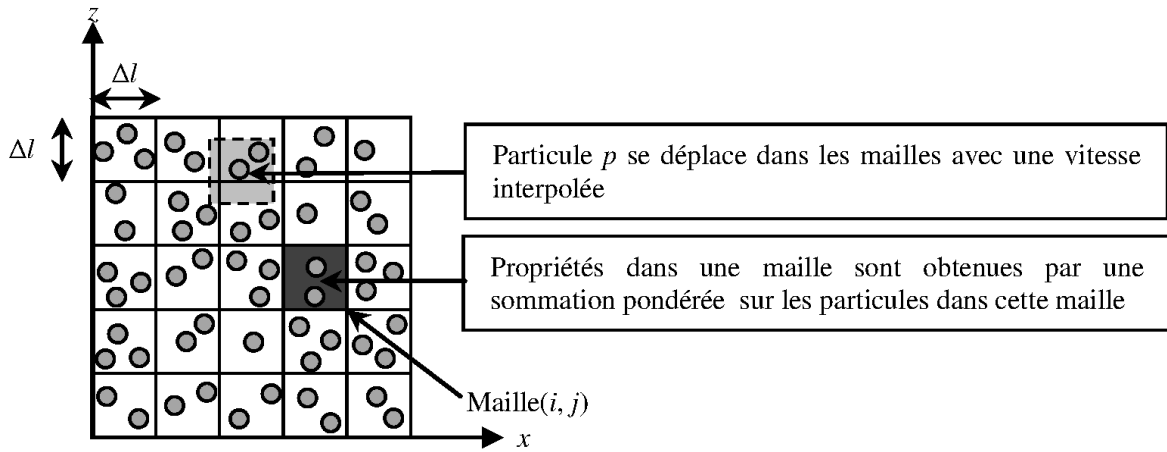 z
Δl
Δl
Particule p se déplace dans les mailles avec une vitesse
interpolée
Propriétés dans une maille sont obtenues par une
sommation pondérée sur les particules dans cette maille
Maille(i, j)
x